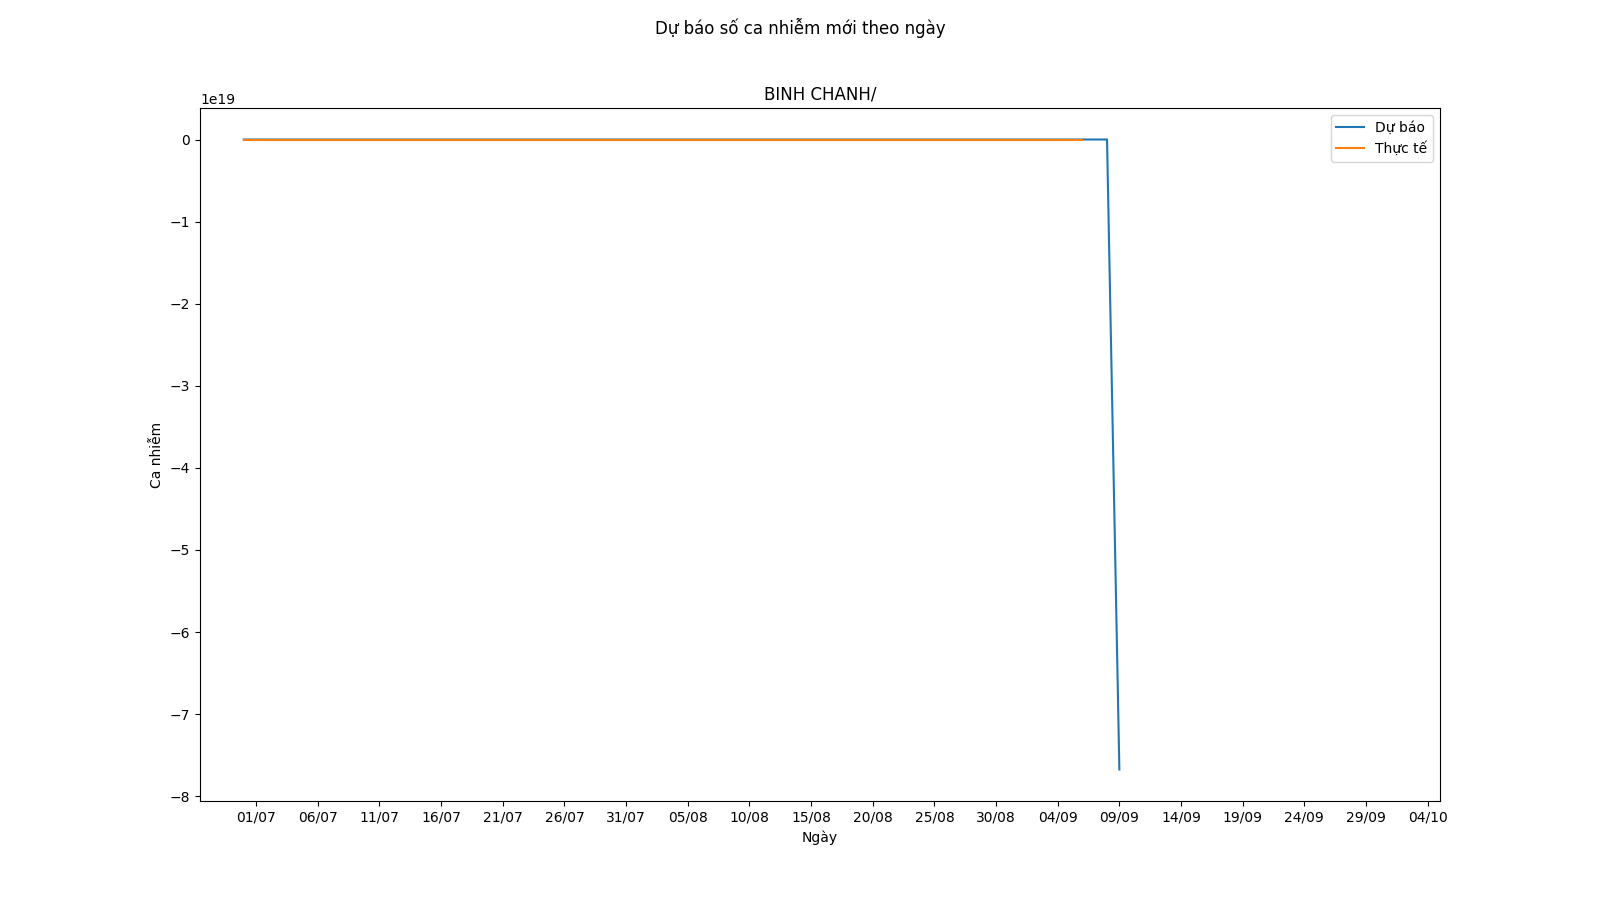 Dự báo số ca nhiễm mới theo ngày
BINH CHANH/
1e19
0
−1
−2
−3
−4
−5
−6
−7
−8
Ca nhiễm
Dự báo
Thực tế
01/07 06/07 11/07 16/07 21/07 26/07 31/07 05/08 10/08 15/08 20/08 25/08 30/08 04/09 09/09 14/09 19/09 24/09 29/09 04/10
Ngày